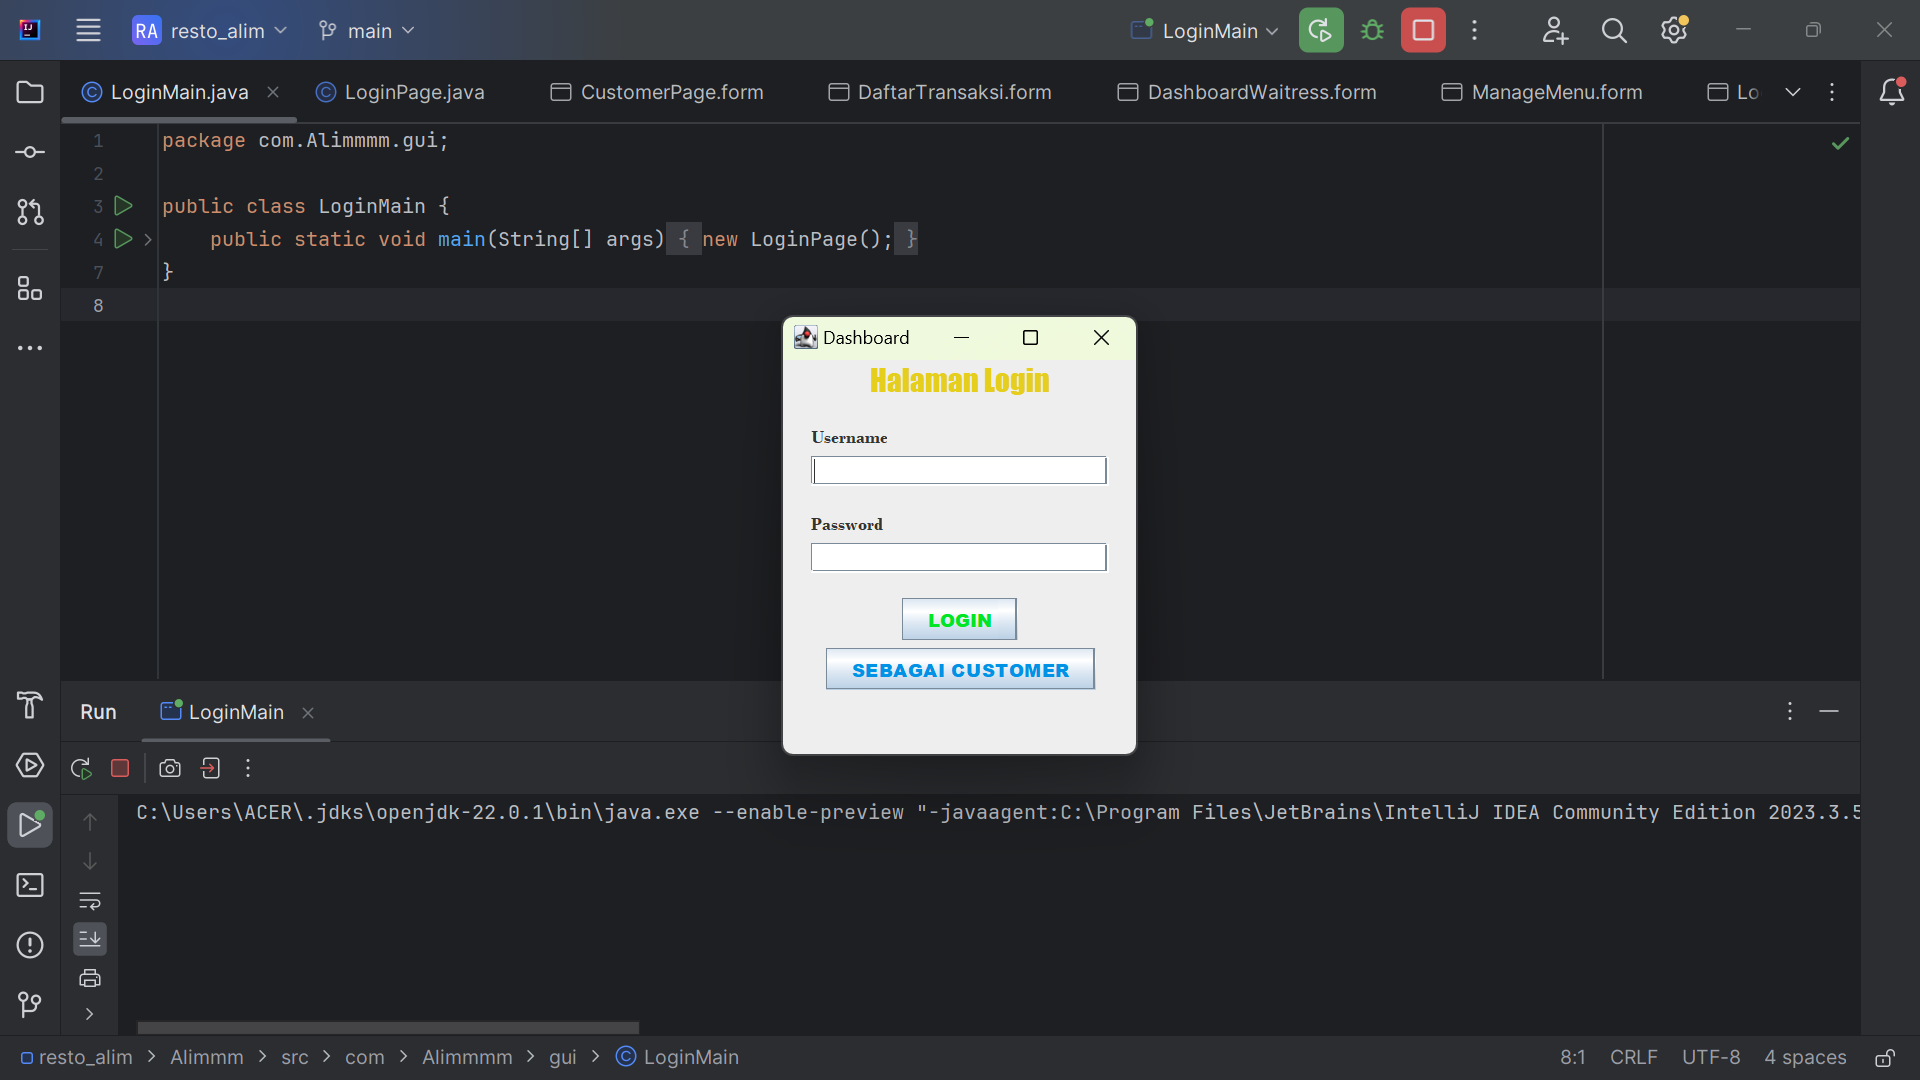 RA resto_alim main LoginMain
LoginMain.java LoginPage.java CustomerPage.form DaftarTransaksi.form DashboardWaitress.form ManageMenu.form Lo
1 package com.Alimmmm.gui;
2
3 public class LoginMain {
4 public static void main(String[] args) { new LoginPage(); }
7 }
8
Dashboard
Halaman Login
Username
Password
LOGIN
SEBAGAI CUSTOMER
Run LoginMain
C:\Users\ACER\.jdks\openjdk-22.0.1\bin\java.exe --enable-preview "-javaagent:C:\Program Files\JetBrains\IntelliJ IDEA Community Edition 2023.3.5
resto_alim > Alimmm > src > com > Alimmmm > gui > LoginMain 8:1 CRLF UTF-8 4 spaces